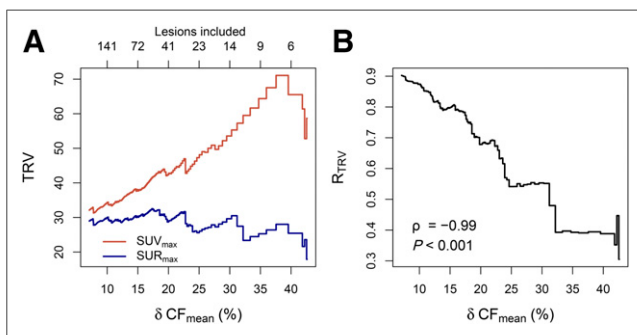 A
Lesions included
141 72 41 23 14 9 6
TRV
70
60
50
40
30
20
SUVmax
SURmax
10 15 20 25 30 35 40
δ CFmean (%)
B
RTRV
0.9
0.8
0.7
0.6
0.5
0.4
0.3
ρ = −0.99
P < 0.001
10 15 20 25 30 35 40
δ CFmean (%)